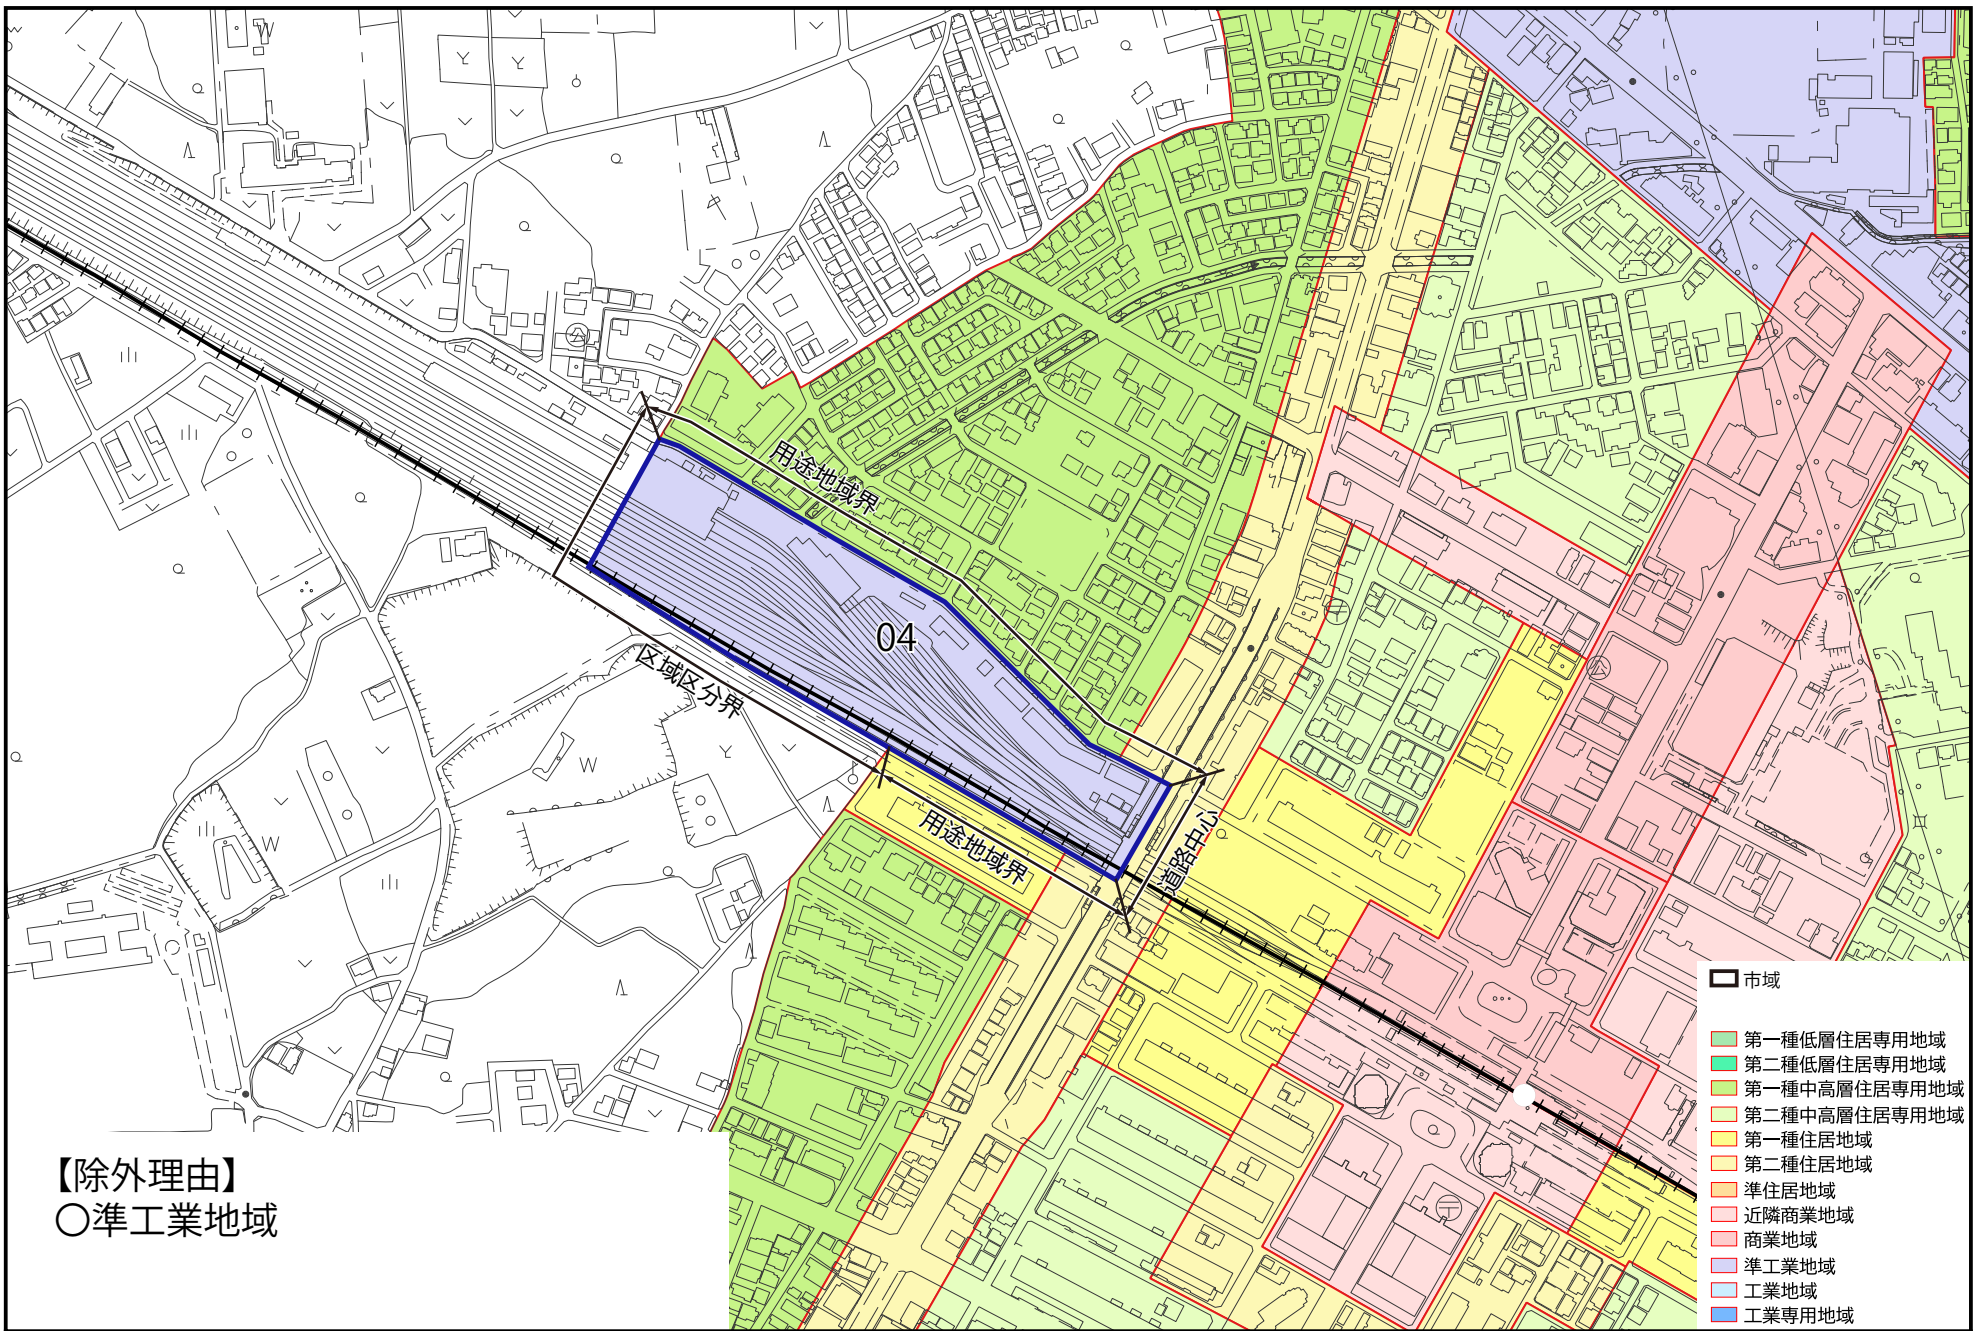 用途地域界
04
区域区分界
用途地域界
道路中心
【除外理由】
〇準工業地域
市域
第一種低層住居専用地域
第二種低層住居専用地域
第一種中高層住居専用地域
第二種中高層住居専用地域
第一種住居地域
第二種住居地域
準住居地域
近隣商業地域
商業地域
準工業地域
工業地域
工業専用地域